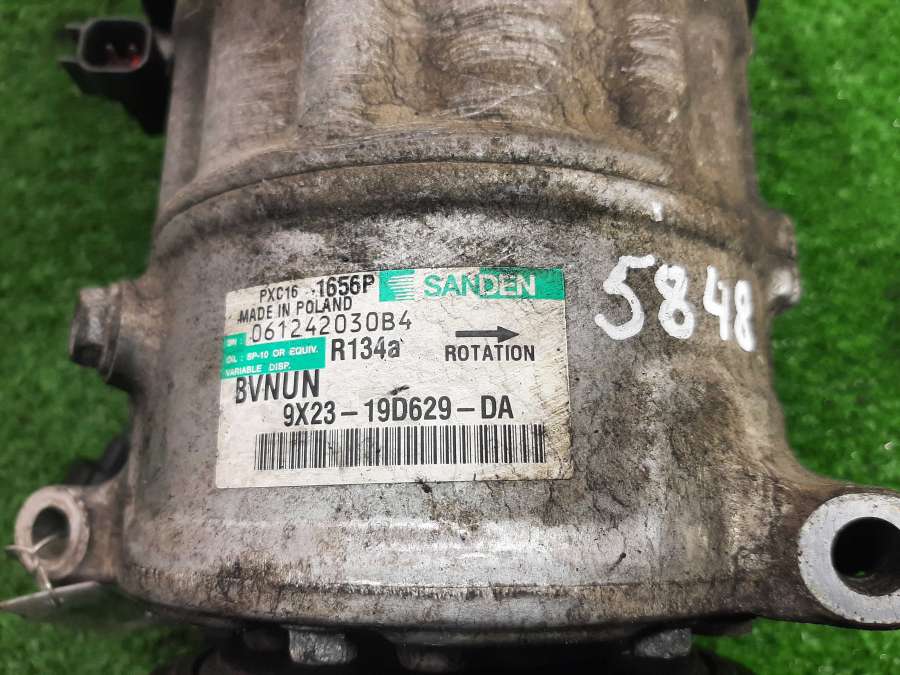 PXC16 1656P SANDEN
MADE IN POLAND
SN : 061242030B4
OIL : SP-10 OR EQUIV. R134a ROTATION
VARIABLE DISP.
BVNUN
9X23-19D629-DA
5848